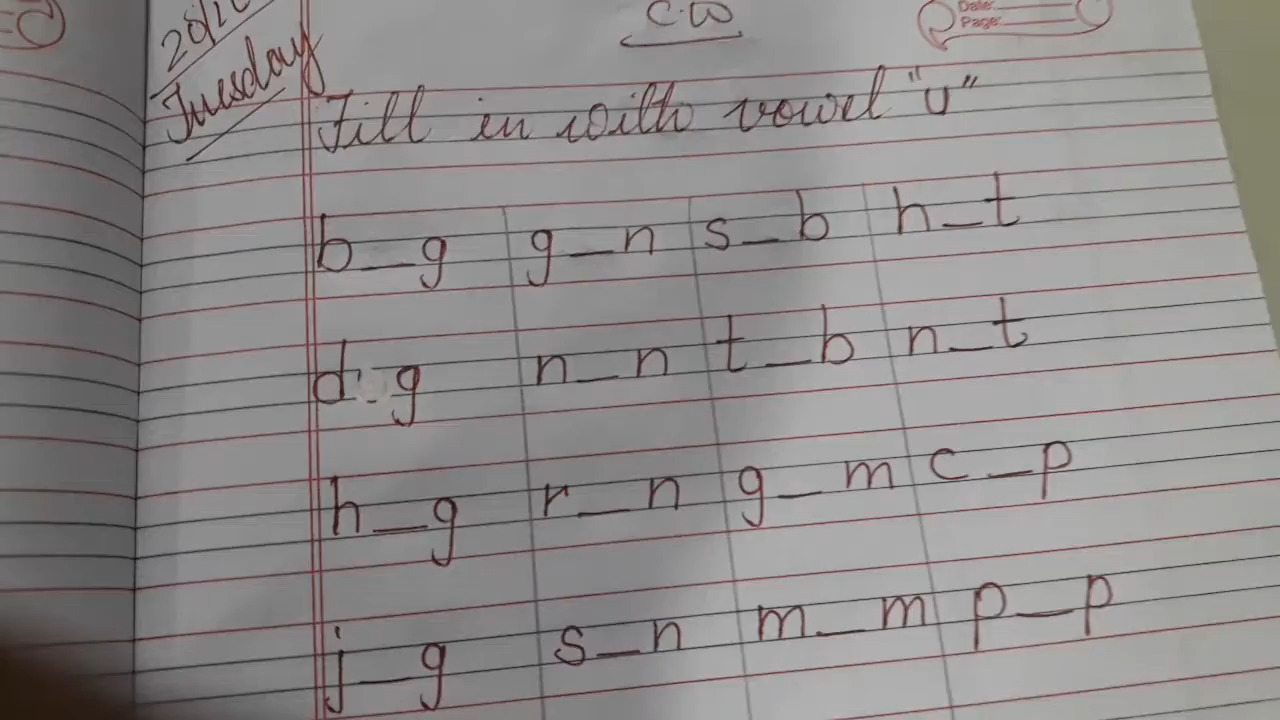 C.W
Date:
Page:
Tuesday
Fill in with vowel "u"
b_g g_n s_b h_t
d g n_n t_b n_t
h_g r_n g_m c_p
j_g s_n m_m p_p